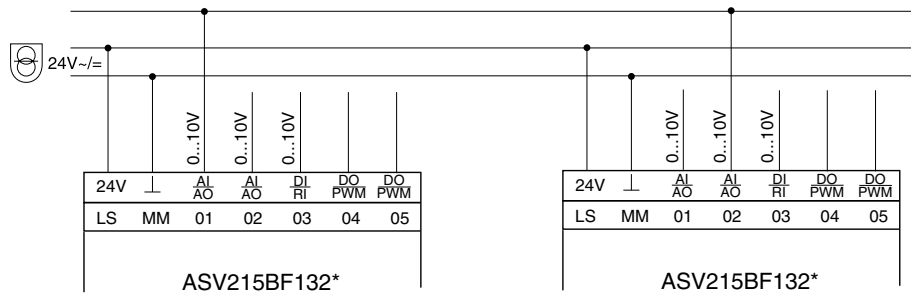 24V~/=
0...10V 0...10V 0...10V 0...10V 0...10V 0...10V
24V ⊥ AI AI DI DO DO 24V ⊥ AI AI DI DO DO
AO AO RI PWM PWM AO AO RI PWM PWM
LS MM 01 02 03 04 05 LS MM 01 02 03 04 05
ASV215BF132* ASV215BF132*